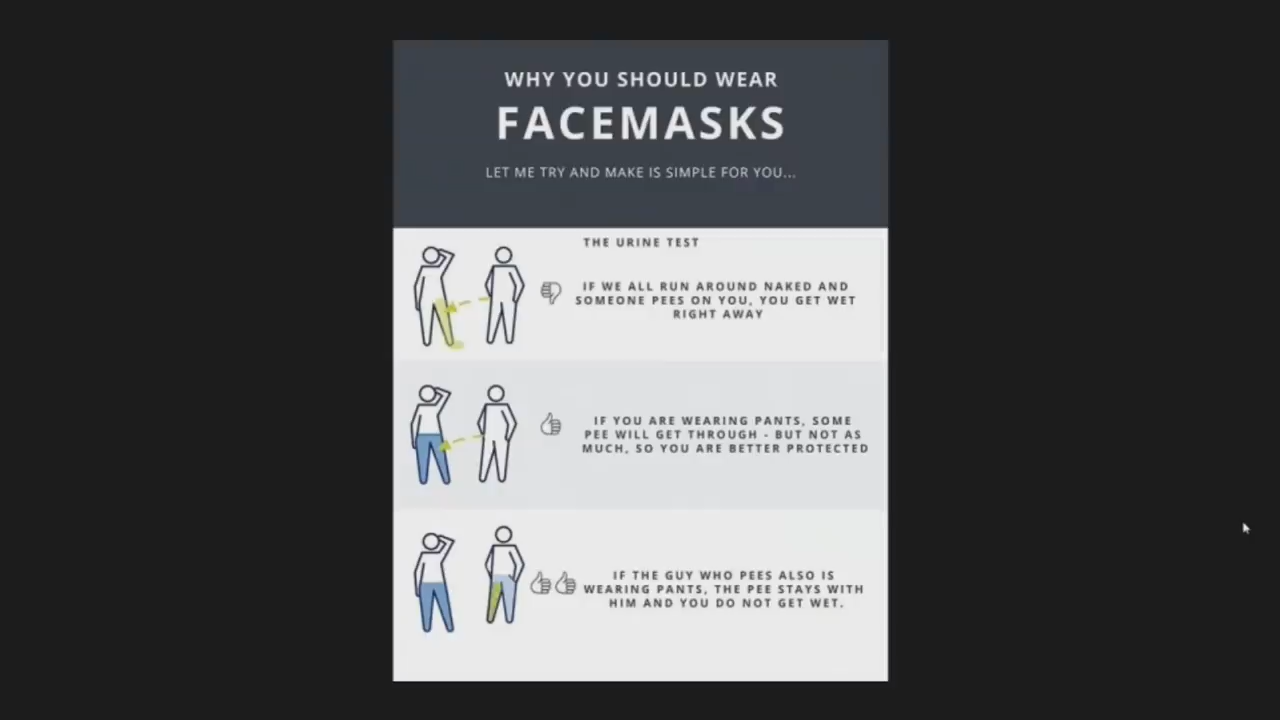 WHY YOU SHOULD WEAR
FACEMASKS
LET ME TRY AND MAKE IS SIMPLE FOR YOU...
THE URINE TEST
IF WE ALL RUN AROUND NAKED AND
SOMEONE PEES ON YOU, YOU GET WET
RIGHT AWAY
IF YOU ARE WEARING PANTS, SOME
PEE WILL GET THROUGH - BUT NOT AS
MUCH, SO YOU ARE BETTER PROTECTED
IF THE GUY WHO PEES ALSO IS
WEARING PANTS, THE PEE STAYS WITH
HIM AND YOU DO NOT GET WET.